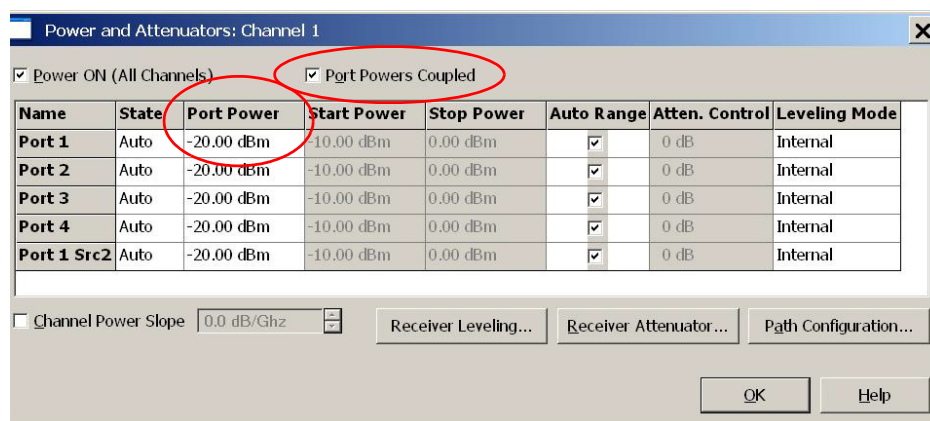 Power and Attenuators: Channel 1
Power ON (All Channels) Port Powers Coupled
Name State Port Power Start Power Stop Power Auto Range Atten. Control Leveling Mode
Port 1 Auto -20.00 dBm -10.00 dBm 0.00 dBm 0 dB Internal
Port 2 Auto -20.00 dBm -10.00 dBm 0.00 dBm 0 dB Internal
Port 3 Auto -20.00 dBm -10.00 dBm 0.00 dBm 0 dB Internal
Port 4 Auto -20.00 dBm -10.00 dBm 0.00 dBm 0 dB Internal
Port 1 Src2 Auto -20.00 dBm -10.00 dBm 0.00 dBm 0 dB Internal
Channel Power Slope 0.0 dB/Ghz Receiver Leveling... Receiver Attenuator... Path Configuration...
OK Help